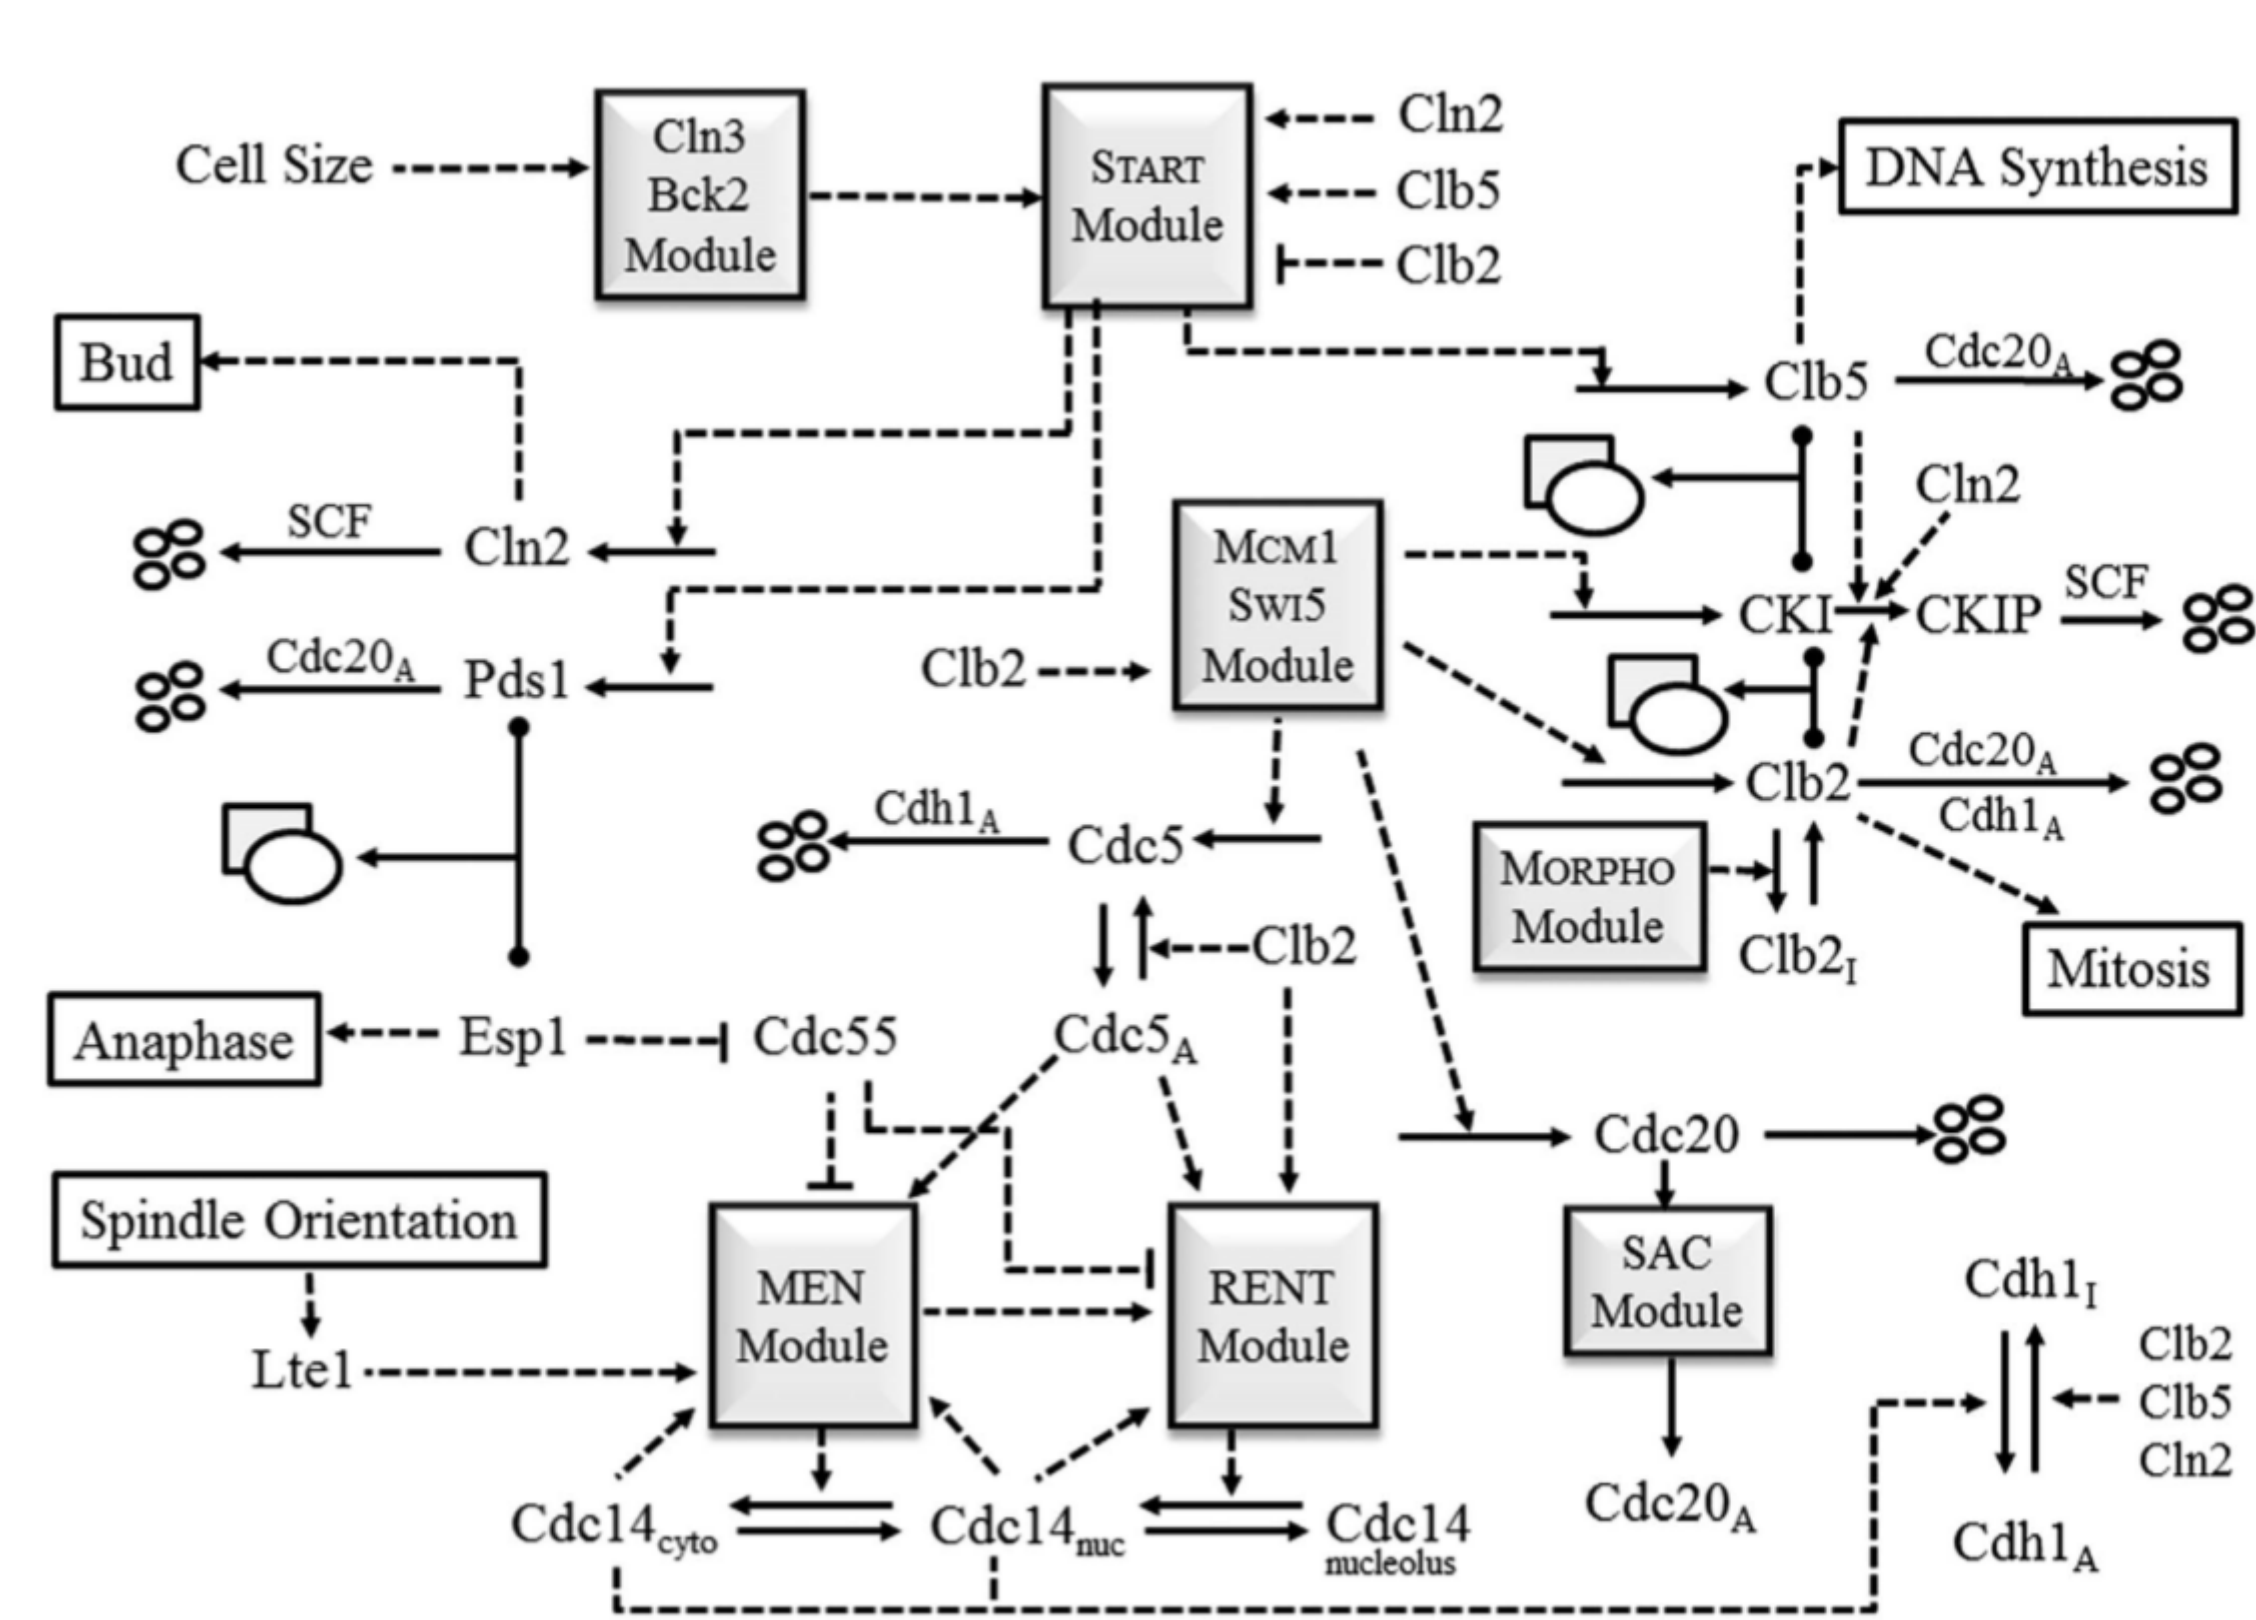 Cell Size
Cln3
Bck2
Module
START
Module
Cln2
Clb5
Clb2
DNA Synthesis
Bud
Clb5
Cdc20A
Cln2
SCF
Cln2
MCM1
SWI5
Module
CKI
CKIP
SCF
Cdc20A
Pds1
Clb2
Clb2
Cdc20A
Cdh1A
Cdh1A
Cdc5
MORPHO
Module
Clb2
Clb2I
Mitosis
Anaphase
Esp1
Cdc55
Cdc5A
Cdc20
Spindle Orientation
MEN
Module
RENT
Module
SAC
Module
Cdh1I
Lte1
Clb2
Clb5
Cln2
Cdc14cyto
Cdc14nuc
Cdc14
nucleolus
Cdc20A
Cdh1A